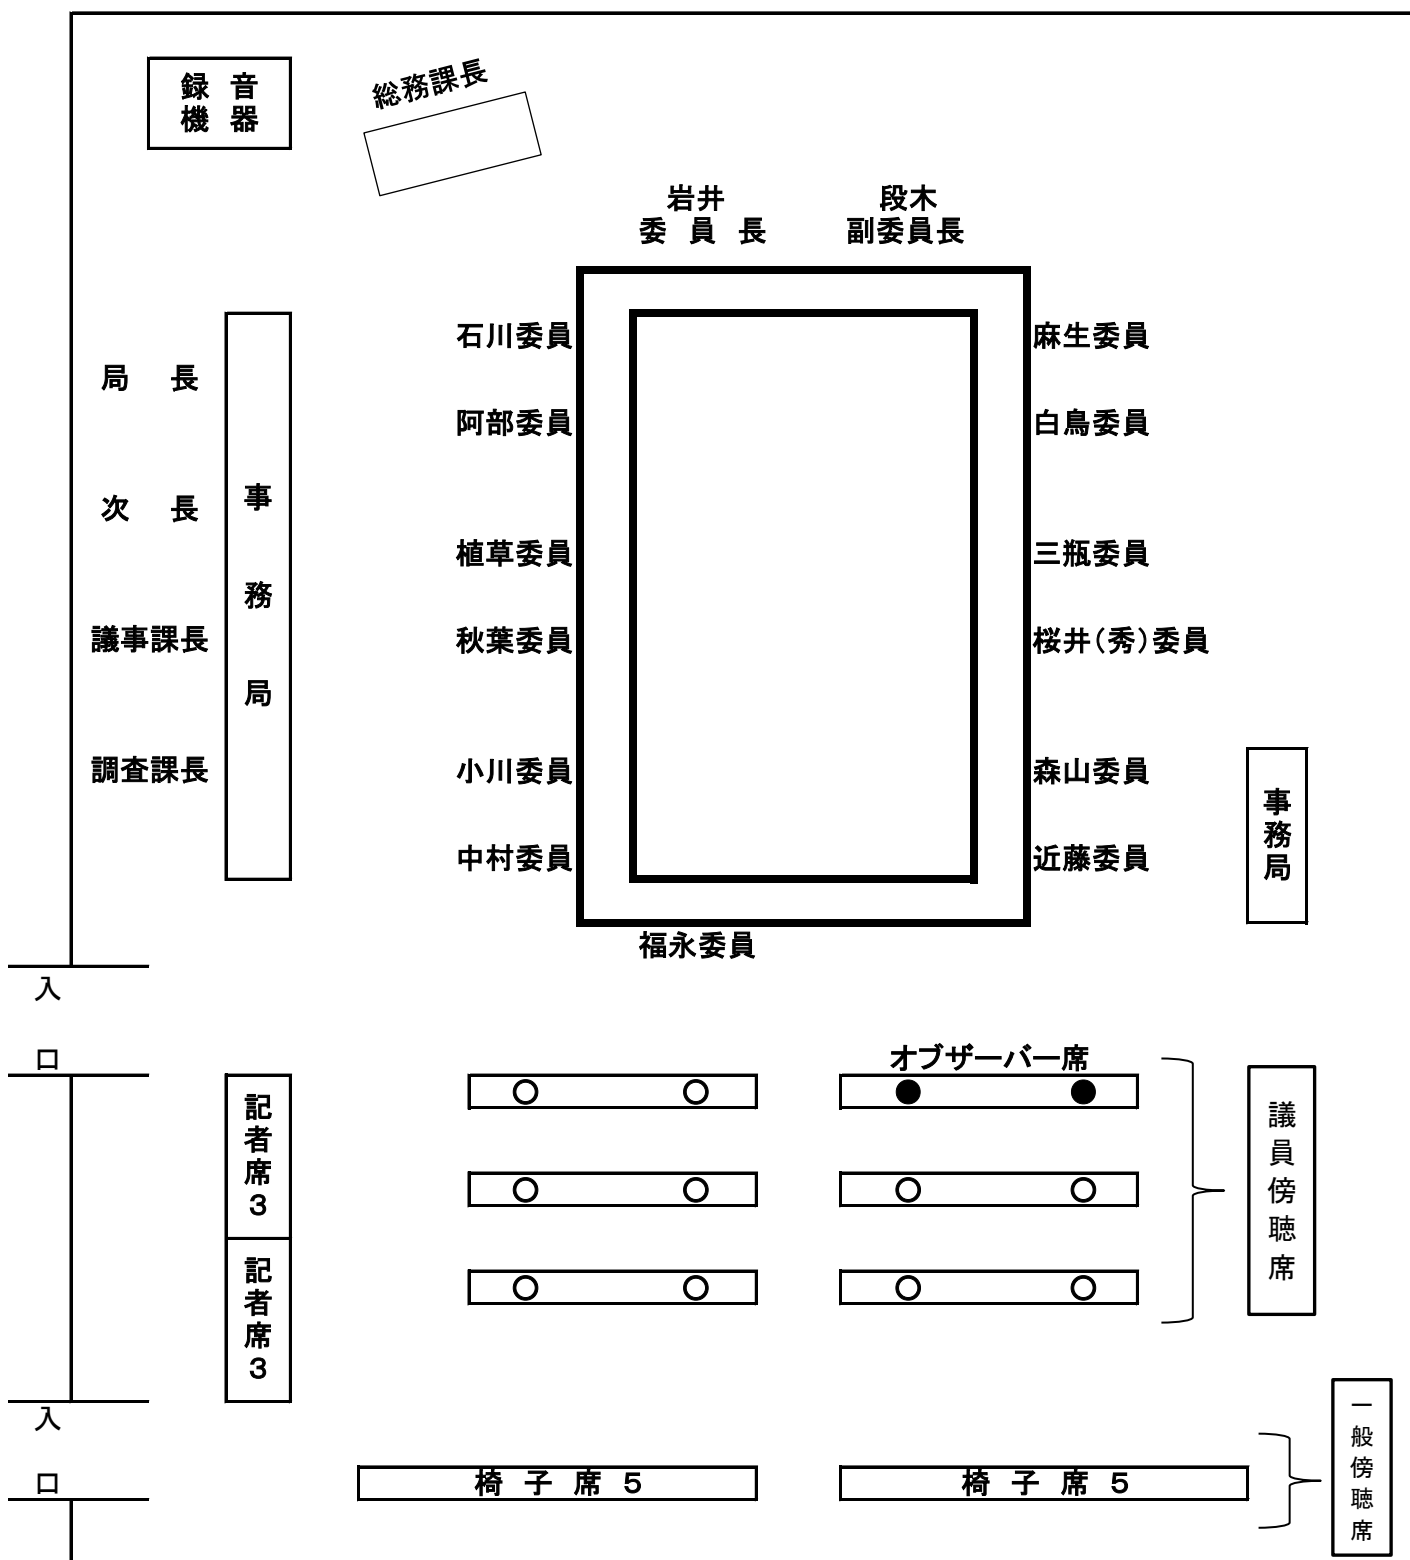 録 音
機 器
総務課長
岩井
委 員 長
段木
副委員長
石川委員
麻生委員
局 長
阿部委員
白鳥委員
次 長
事務局
植草委員
三瓶委員
議事課長
秋葉委員
桜井(秀)委員
調査課長
小川委員
森山委員
事務局
中村委員
近藤委員
福永委員
入口
オブザーバー席
記者席3
議員傍聴席
記者席3
入口
一般傍聴席
椅 子 席 5
椅 子 席 5